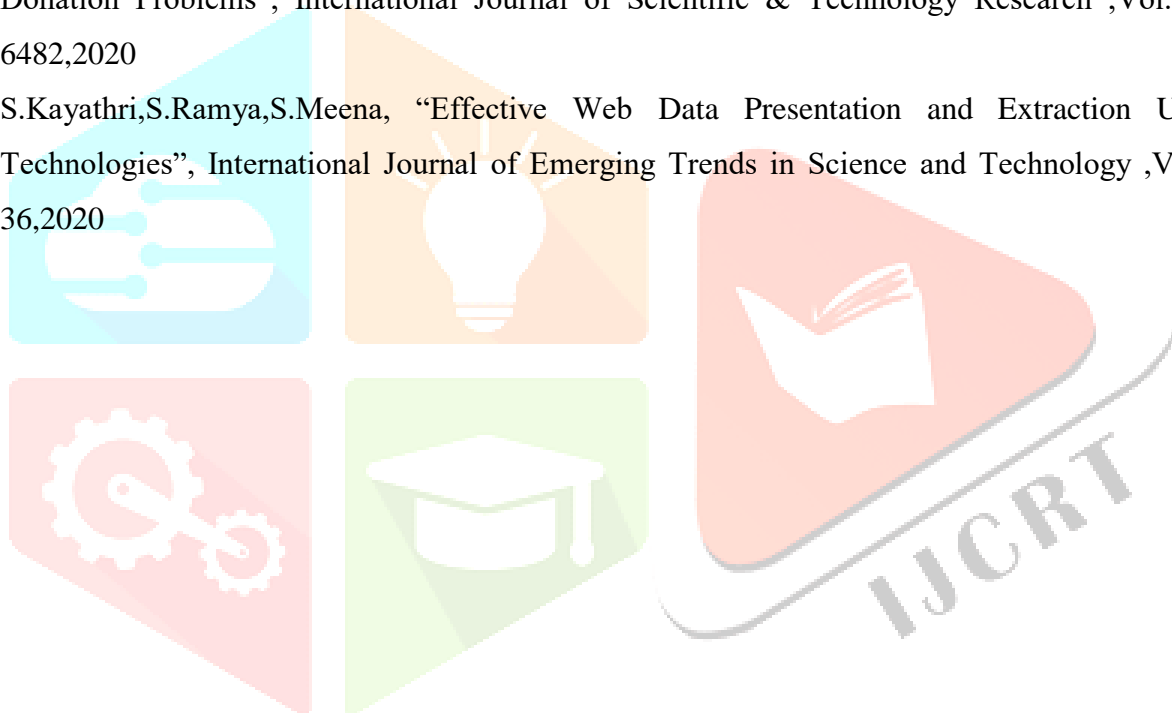 Donation Problems", International Journal of Scientific & Technology Research ,Vol.
6482,2020
S.Kayathri,S.Ramya,S.Meena, “Effective Web Data Presentation and Extraction
Technologies”, International Journal of Emerging Trends in Science and Technology
36,2020
IJCRT